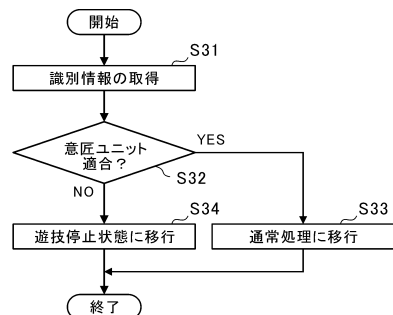 開始
S31
識別情報の取得
意匠ユニット
適合？
YES
S32
NO
S34
遊技停止状態に移行
S33
通常処理に移行
終了